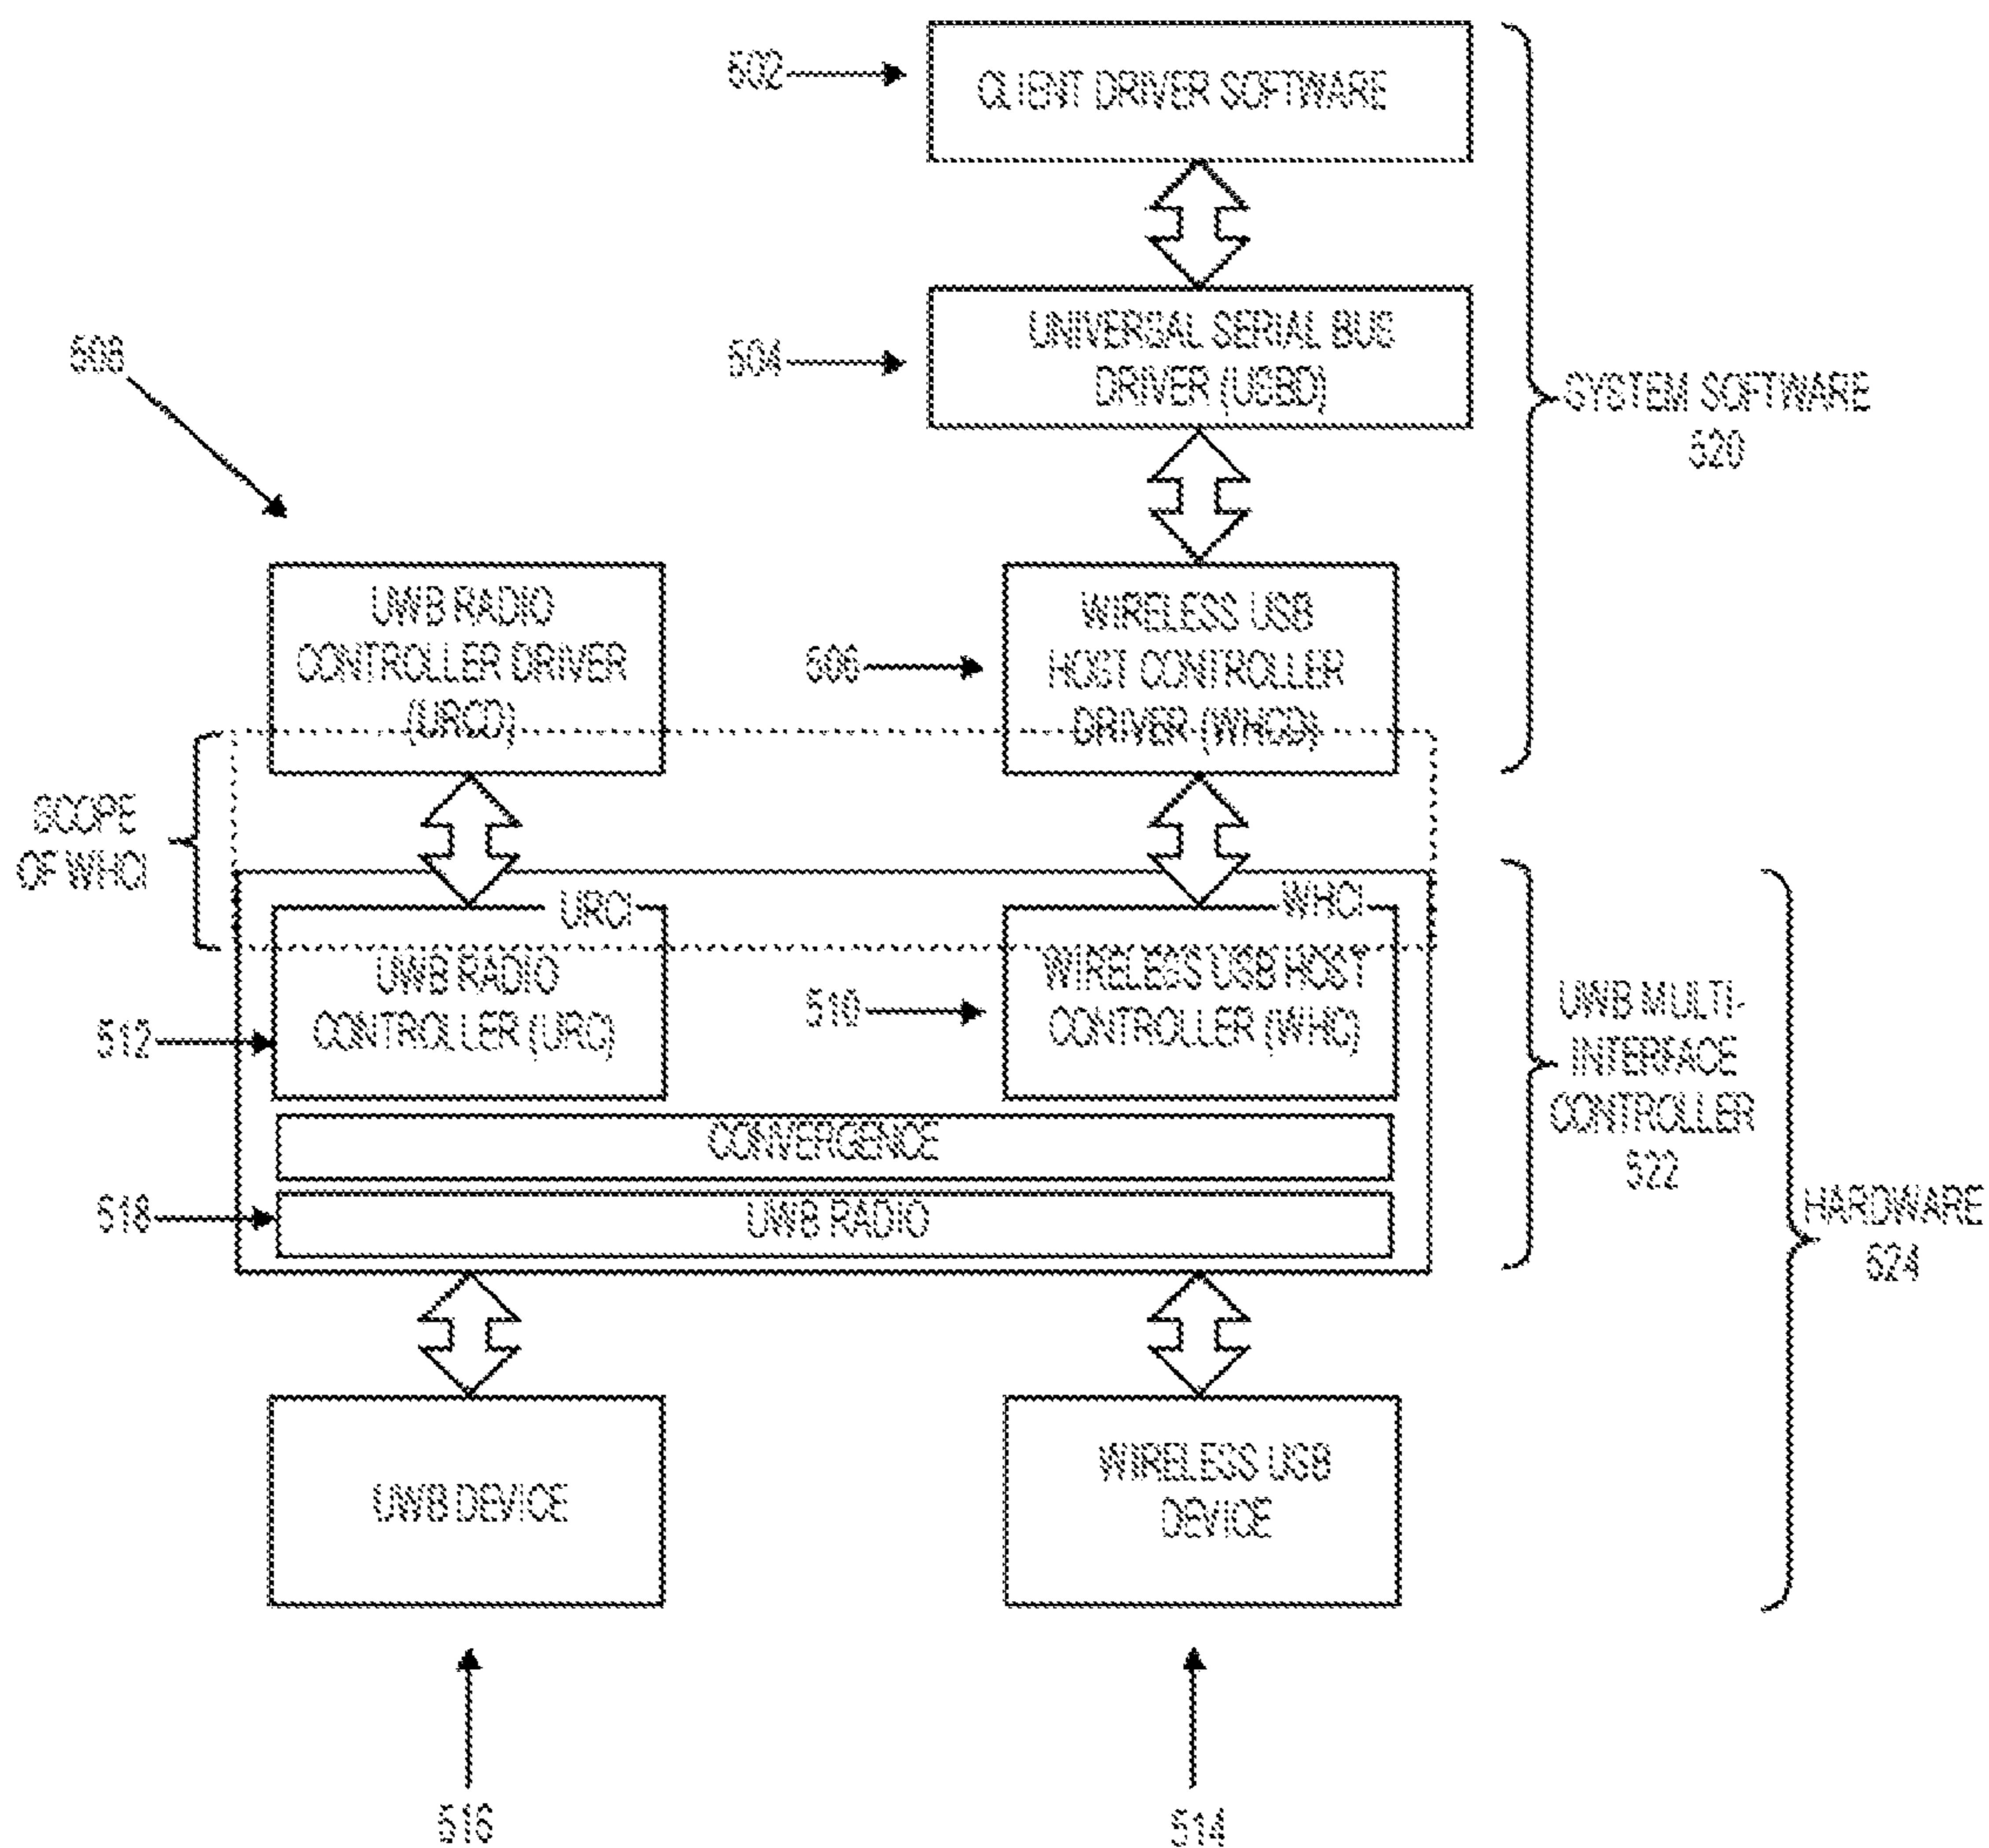 502
CLIENT DRIVER SOFTWARE
504
UNIVERSAL SERIAL BUS
DRIVER (USBD)
SYSTEM SOFTWARE
520
508
UWB RADIO
CONTROLLER DRIVER
(URCD)
506
WIRELESS USB
HOST CONTROLLER
DRIVER (WHCD)
SCOPE
OF WHCI
URCI
WHCI
512
UWB RADIO
CONTROLLER (URC)
510
WIRELESS USB HOST
CONTROLLER (WHC)
UWB MULTI-
INTERFACE
CONTROLLER
522
CONVERGENCE
518
UWB RADIO
HARDWARE
524
UWB DEVICE
WIRELESS USB
DEVICE
516
514